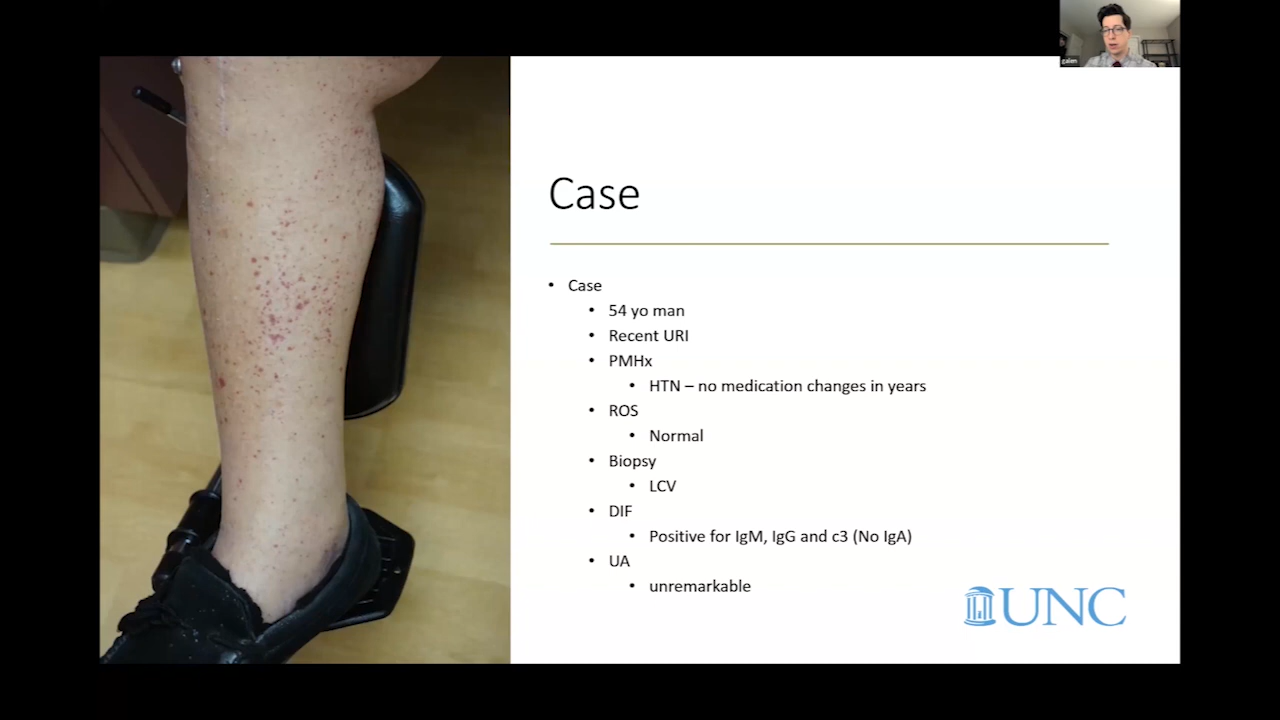 galen
Case
• Case
• 54 yo man
• Recent URI
• PMHx
• HTN – no medication changes in years
• ROS
• Normal
• Biopsy
• LCV
• DIF
• Positive for IgM, IgG and c3 (No IgA)
• UA
• unremarkable
UNC